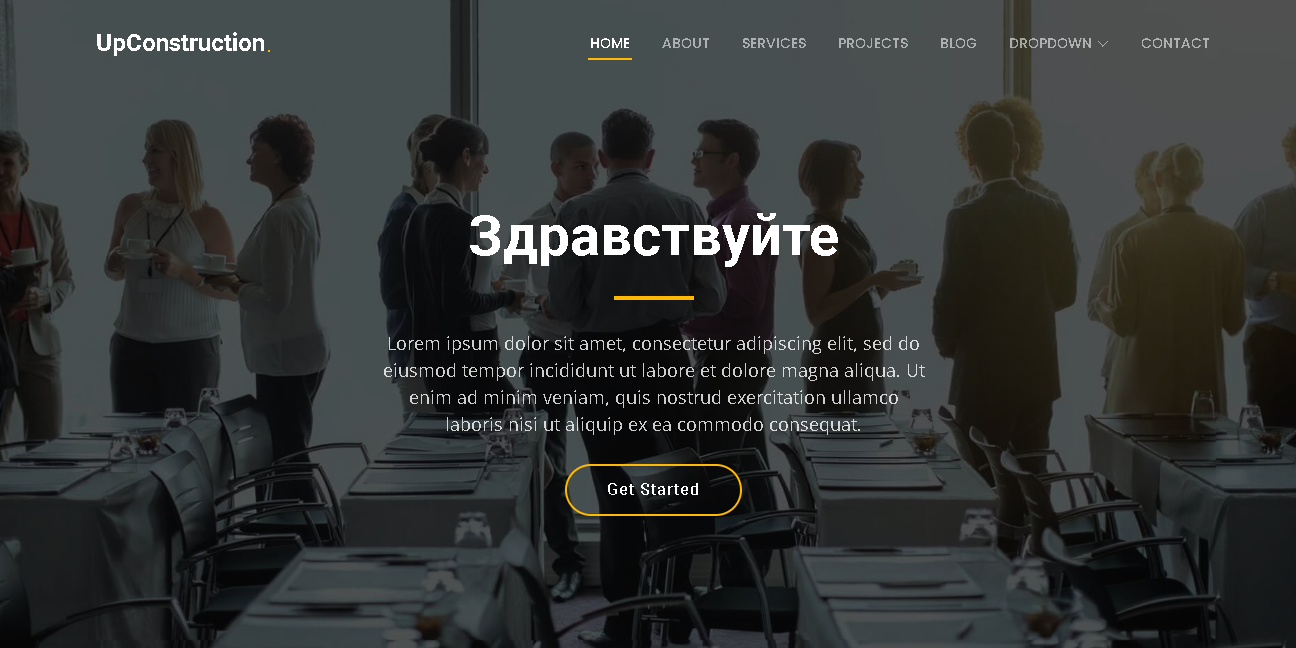 UpConstruction.
HOME ABOUT SERVICES PROJECTS BLOG DROPDOWN CONTACT
Здравствуйте
Lorem ipsum dolor sit amet, consectetur adipiscing elit, sed do
eiusmod tempor incididunt ut labore et dolore magna aliqua. Ut
enim ad minim veniam, quis nostrud exercitation ullamco
laboris nisi ut aliquip ex ea commodo consequat.
Get Started